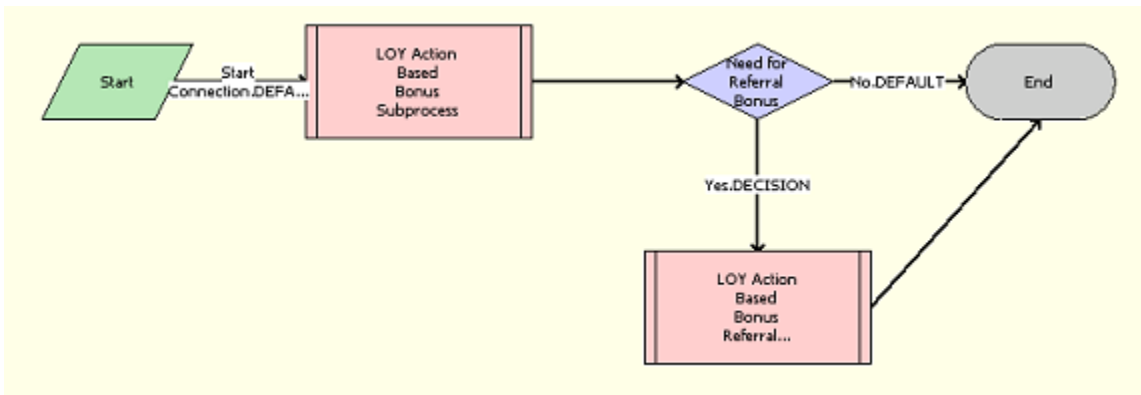 Start
Start
Connection.DEFA...
LOY Action
Based
Bonus
Subprocess
Need for
Referral
Bonus
No.DEFAULT
End
Yes.DECISION
LOY Action
Based
Bonus
Referral...